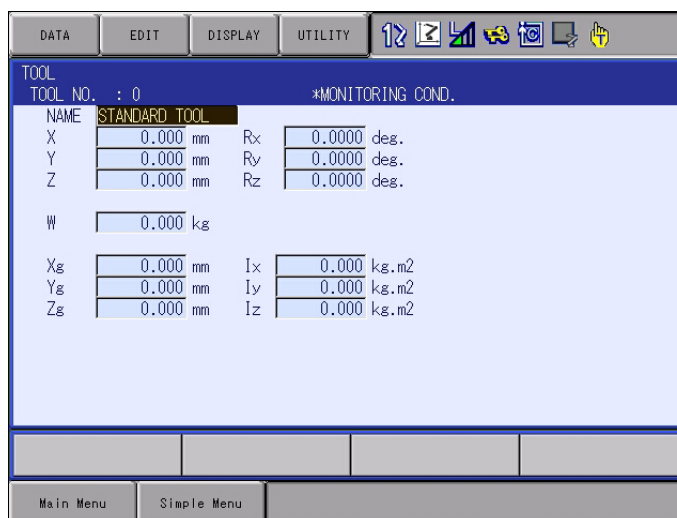 DATA EDIT DISPLAY UTILITY
TOOL
TOOL NO. : 0 *MONITORING COND.
NAME STANDARD TOOL
X 0.000 mm Rx 0.0000 deg.
Y 0.000 mm Ry 0.0000 deg.
Z 0.000 mm Rz 0.0000 deg.
W 0.000 kg
Xg 0.000 mm Ix 0.000 kg.m2
Yg 0.000 mm Iy 0.000 kg.m2
Zg 0.000 mm Iz 0.000 kg.m2
Main Menu Simple Menu